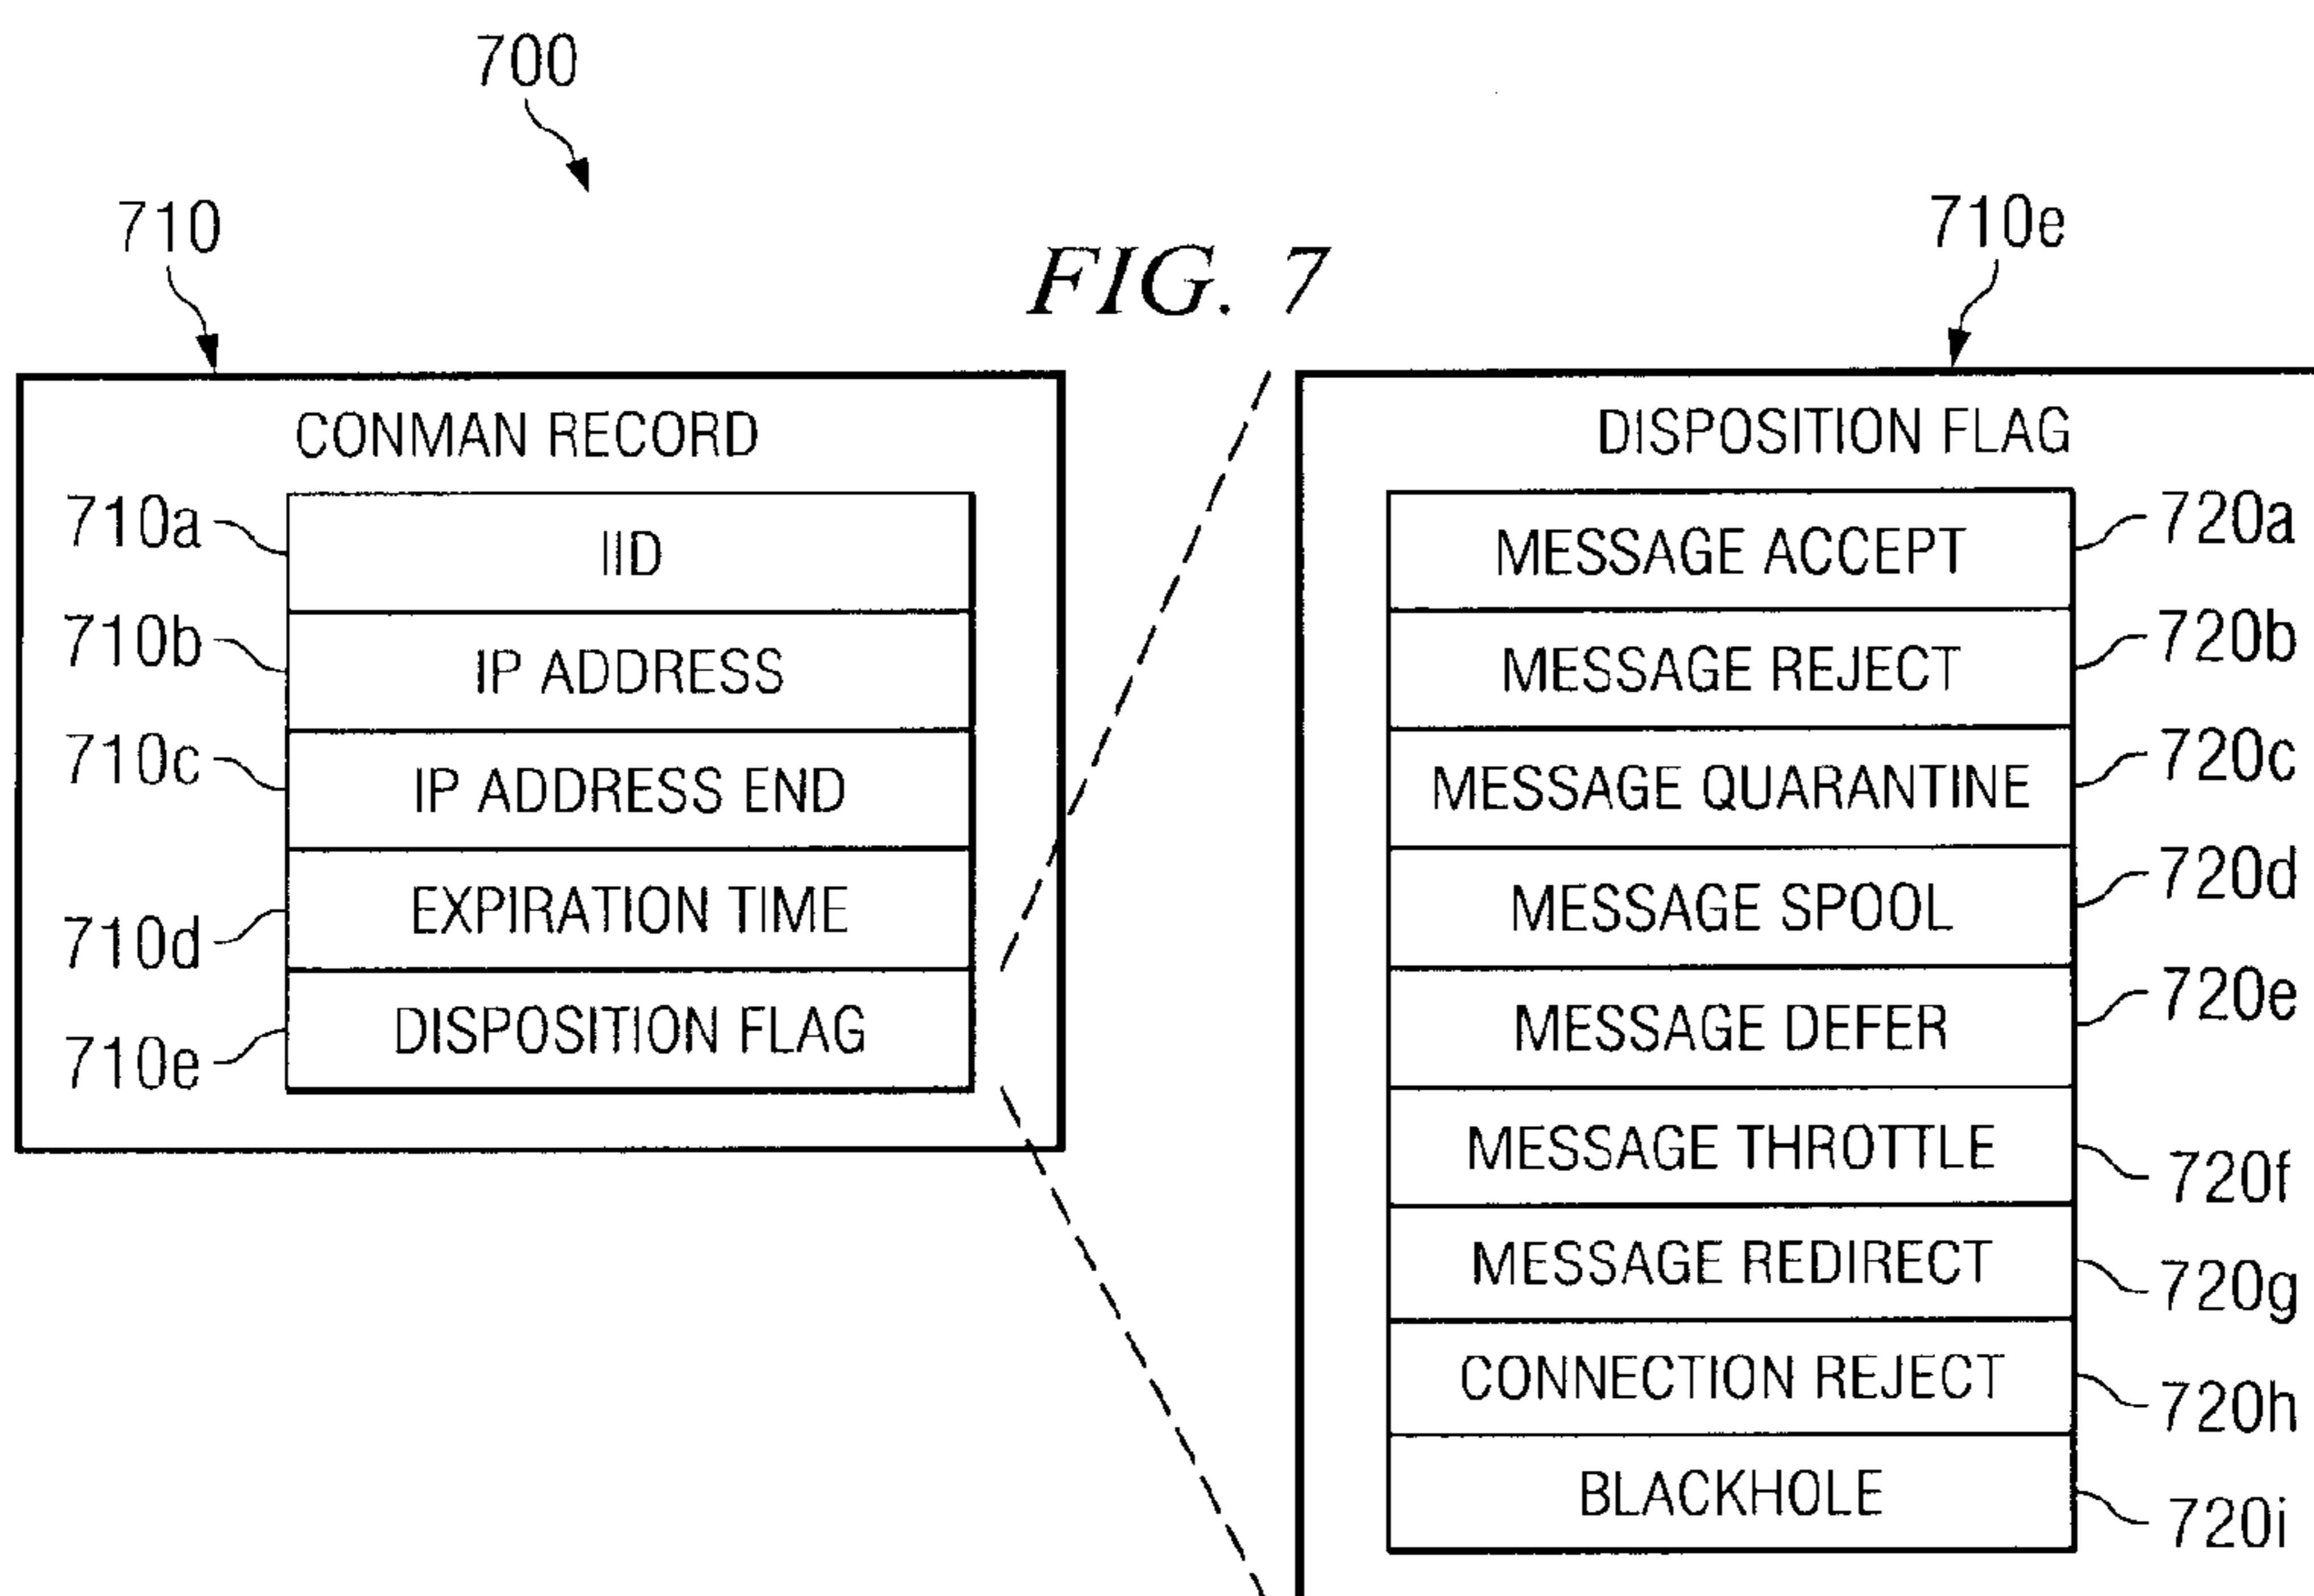 700
710
FIG. 7
710e
CONMAN RECORD
710a
IID
710b
IP ADDRESS
710c
IP ADDRESS END
710d
EXPIRATION TIME
710e
DISPOSITION FLAG
DISPOSITION FLAG
MESSAGE ACCEPT
720a
MESSAGE REJECT
720b
MESSAGE QUARANTINE
720c
MESSAGE SPOOL
720d
MESSAGE DEFER
720e
MESSAGE THROTTLE
720f
MESSAGE REDIRECT
720g
CONNECTION REJECT
720h
BLACKHOLE
720i